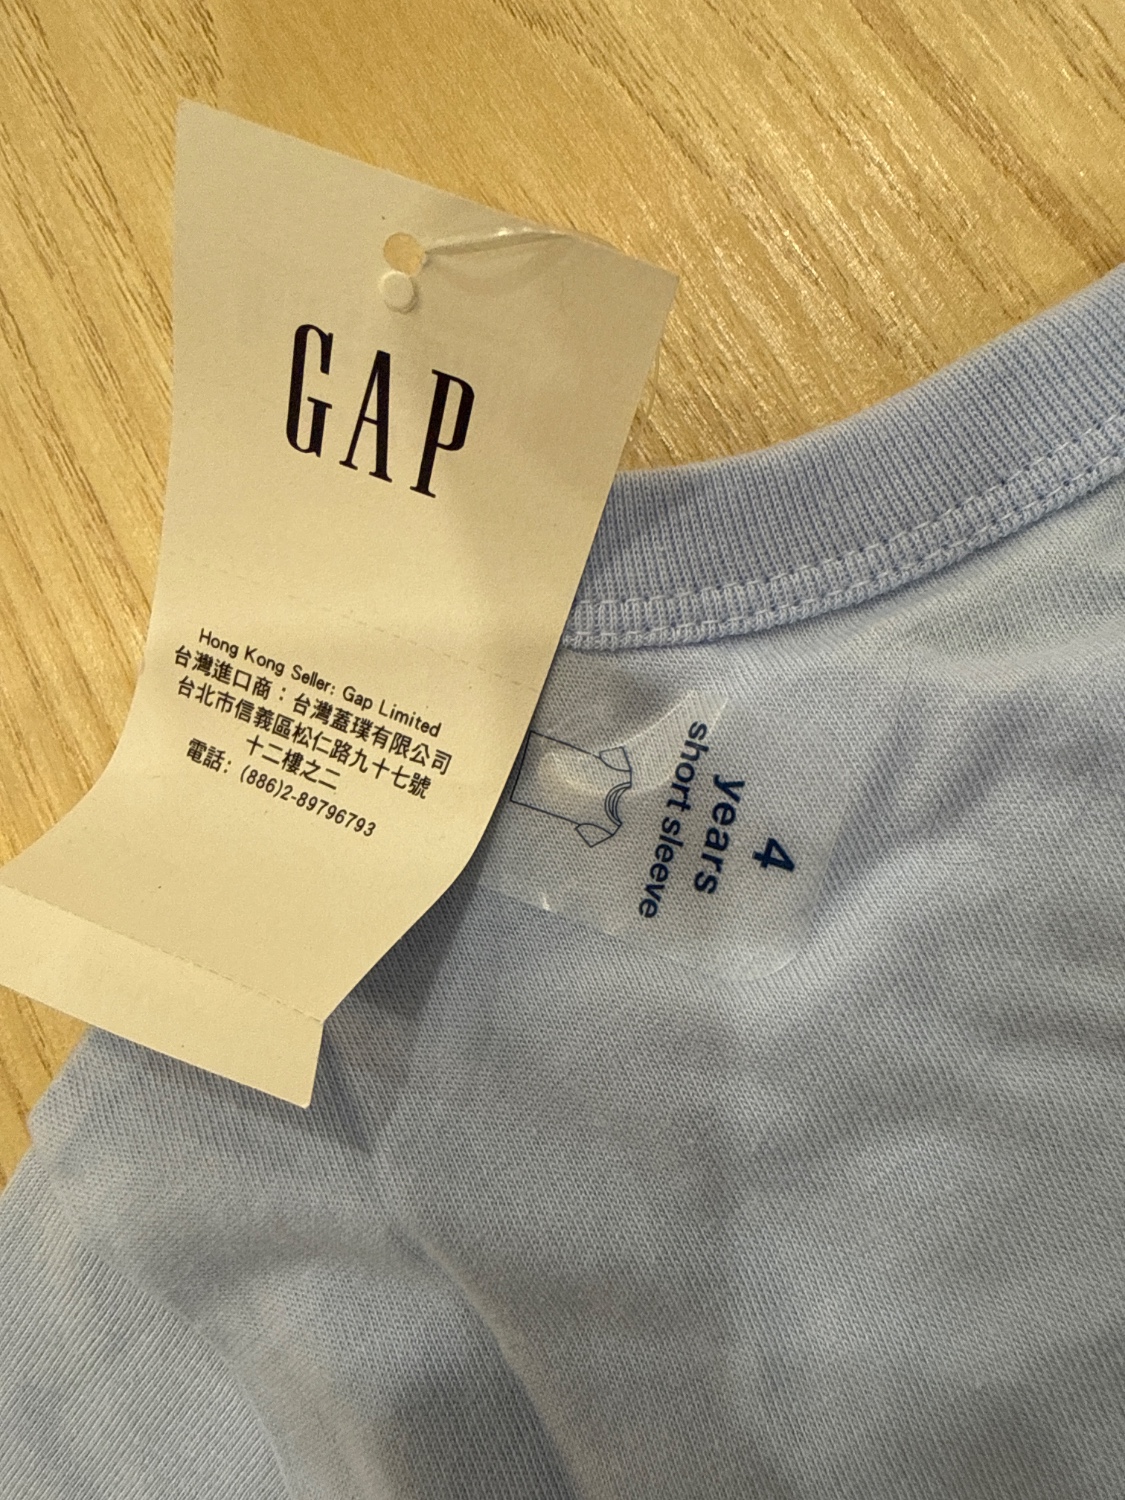 GAP
Hong Kong Seller: Gap Limited
台灣進口商：台灣蓋璞有限公司
台北市信義區松仁路九十七號
十二樓之二
電話: (886)2-89796793
4
years
short sleeve